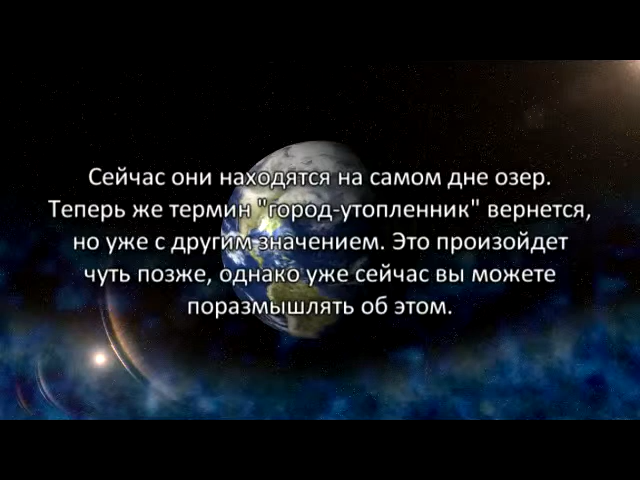 Сейчас они находятся на самом дне озер.
Теперь же термин "город-утопленник" вернется,
но уже с другим значением. Это произойдет
чуть позже, однако уже сейчас вы можете
поразмышлять об этом.